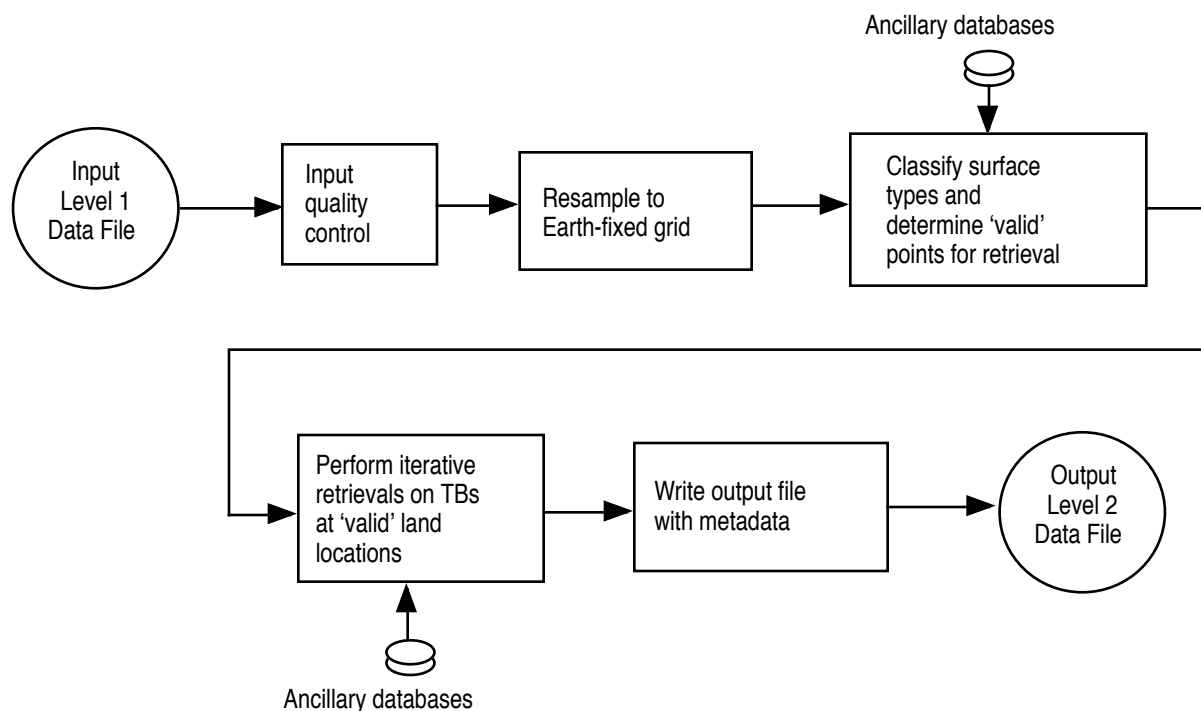 Ancillary databases
Input
Level 1
Data File
Input
quality
control
Resample to
Earth-fixed grid
Classify surface
types and
determine ‘valid’
points for retrieval
Perform iterative
retrievals on TBs
at ‘valid’ land
locations
Write output file
with metadata
Output
Level 2
Data File
Ancillary databases